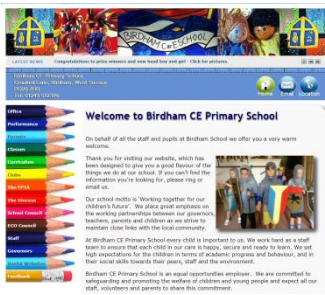 BIRDHAM CofE SCHOOL
LATEST NEWS Congratulations to prize winners and new head boy and girl - Click for pictures.
Birdham CE Primary School
Crooked Lane, Birdham, West Sussex
Home Email Location
Office
Performance
Parents
Classes
Curriculum
Clubs
The PTFA
School Council
ECO Council
Staff
Governors
Useful Websites
Feedback
Welcome to Birdham CE Primary School
On behalf of all the staff and pupils at Birdham School we offer you a very warm
welcome.
Thank you for visiting our website, which has
been designed to give you a good flavour of the
things we do at our school. If you can't find the
information you're looking for, please ring or
email us.
Our school motto is 'Working together for our
children's future'. We place great emphasis on
the working partnerships between our governors,
teachers, parents and children as we strive to
maintain close links with the local community.
At Birdham CE Primary School every child is important to us. We work hard as a staff
team to ensure that each child in our care is happy, secure and ready to learn. We set
high expectations for the children in terms of academic progress and behaviour, and in
their social skills towards their peers, staff and the environment.
Birdham CE Primary School is an equal opportunities employer. We are committed to
safeguarding and promoting the welfare of children and young people and expect all our
staff, volunteers and parents to share this commitment.